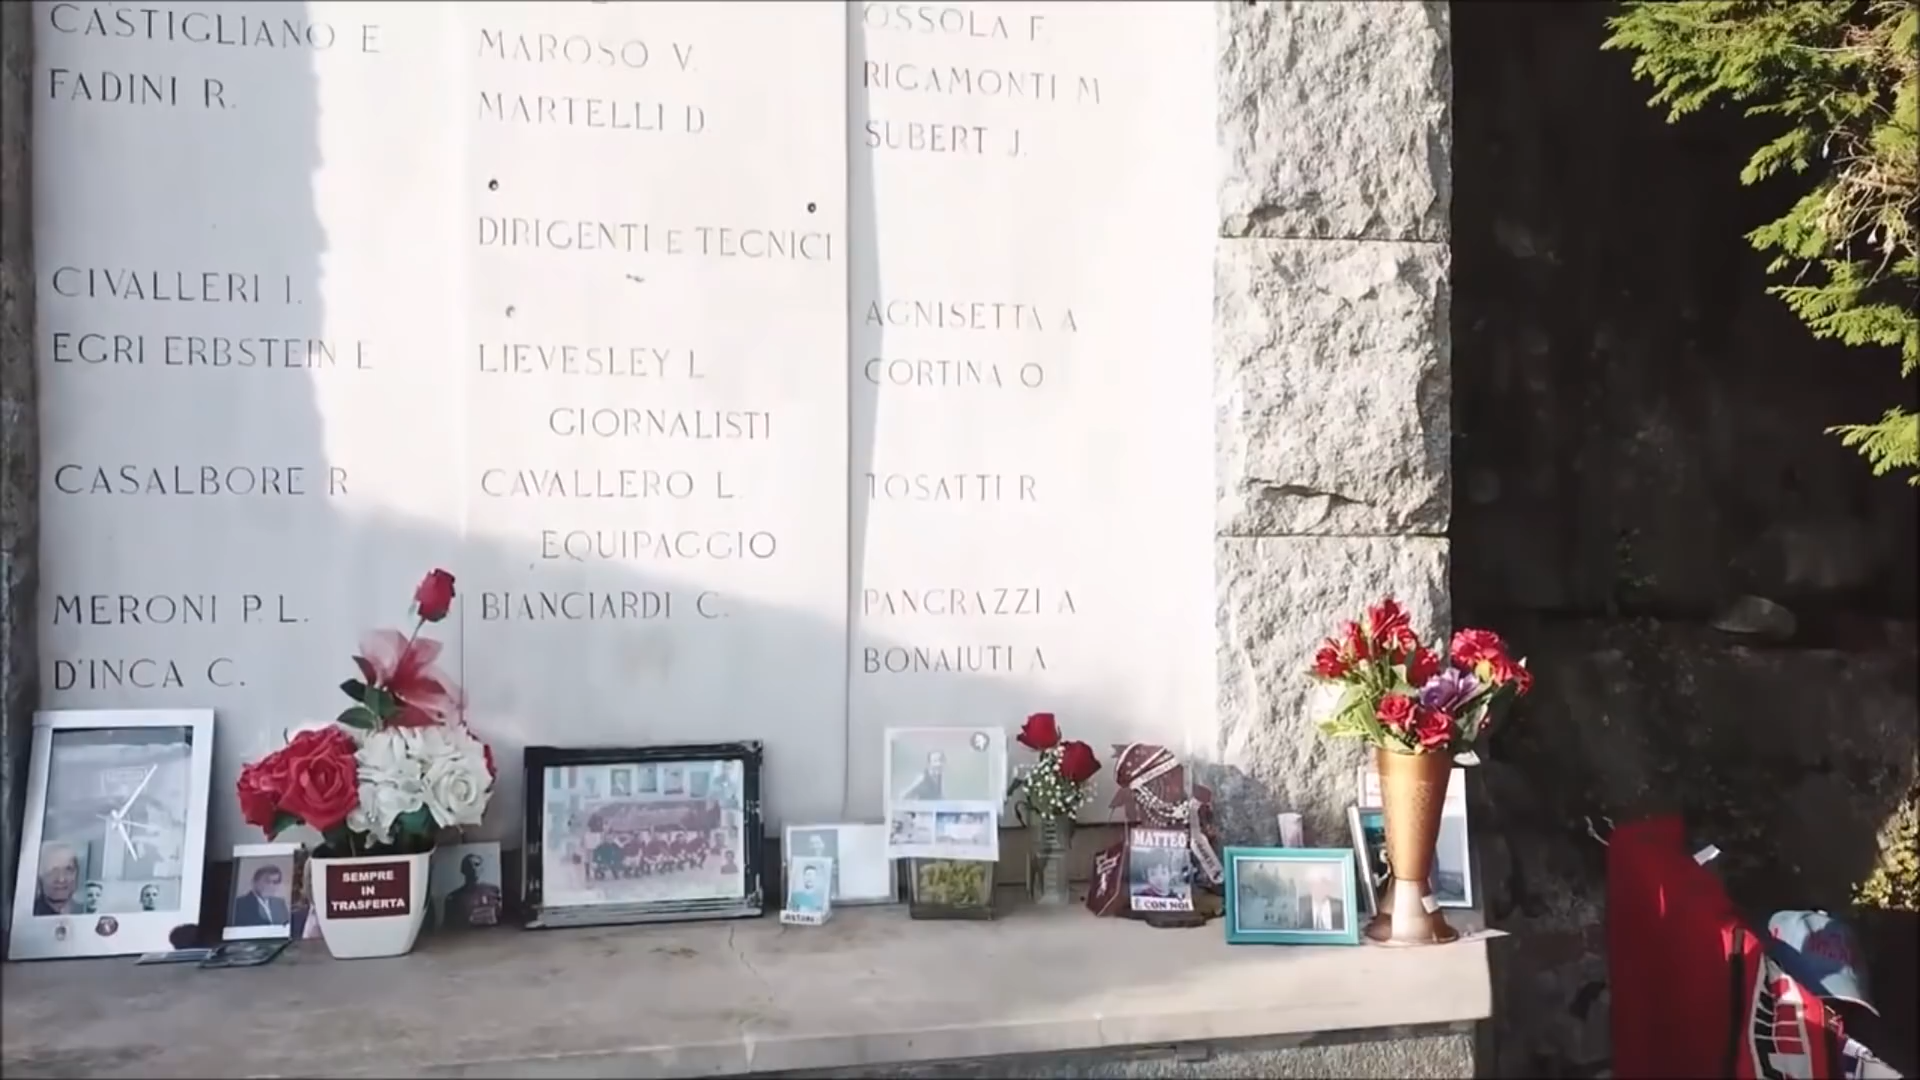 CASTIGLIANO E
FADINI R.
MAROSO V.
MARTELLI D.
OSSOLA F.
RIGAMONTI M
SUBERT J.
DIRIGENTI E TECNICI
CIVALLERI I.
EGRI ERBSTEIN E
LIEVESLEY L
AGNISETTA A
CORTINA O
GIORNALISTI
CASALBORE R
CAVALLERO L.
TOSATTI R
EQUIPAGGIO
MERONI P. L.
D'INCA C.
BIANCIARDI C.
PANGRAZZI A
BONAIUTI A
SEMPRE
IN
TRASFERTA
MATTEO
È CON NOI